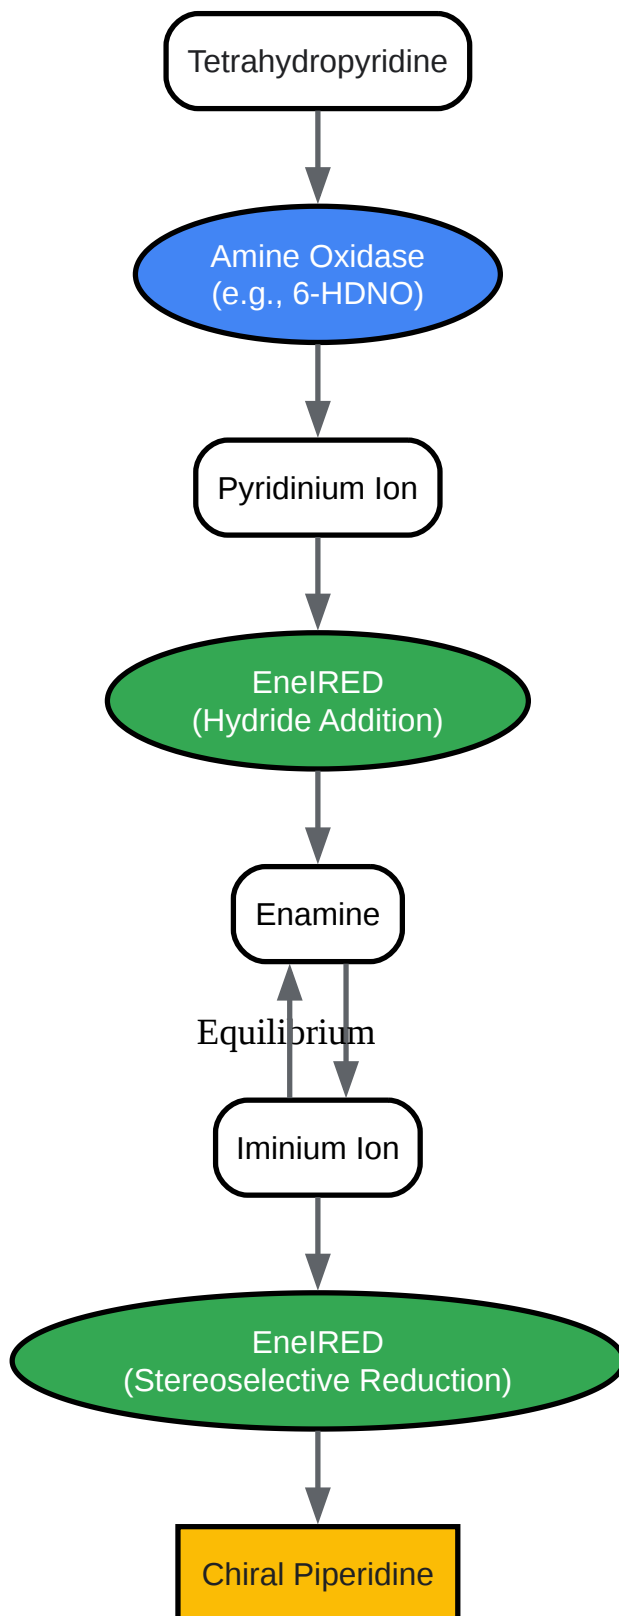 Tetrahydropyridine
Amine Oxidase
(e.g., 6-HDNO)
Pyridinium Ion
EneIRED
(Hydride Addition)
Enamine
Equilibrium
Iminium Ion
EneIRED
(Stereoselective Reduction)
Chiral Piperidine